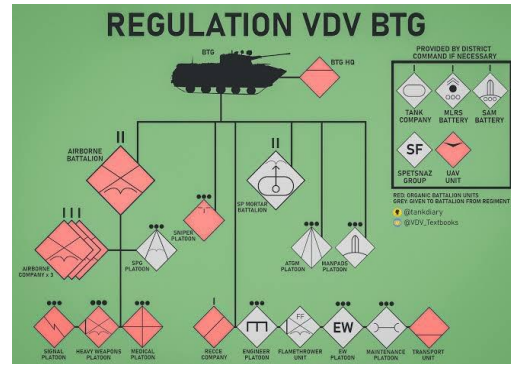 REGULATION VDV BTG
BTG
BTG HQ
PROVIDED BY DISTRICT
COMMAND IF NECESSARY
TANK
COMPANY
MLRS
BATTERY
SAM
BATTERY
SF
SPETSNAZ
GROUP
UAV
UNIT
RED: ORGANIC BATTALION UNITS
GREY: GIVEN TO BATTALION FROM REGIMENT
@tankdiary
@VDV_Textbooks
AIRBORNE
BATTALION
SP MORTAR
BATTALION
SNIPER
PLATOON
AIRBORNE
COMPANY x 3
SPG
PLATOON
ATGM
PLATOON
MANPADS
PLATOON
SIGNAL
PLATOON
HEAVY WEAPONS
PLATOON
MEDICAL
PLATOON
RECCE
COMPANY
ENGINEER
PLATOON
FF
FLAMETHROWER
UNIT
EW
EW
PLATOON
MAINTENANCE
PLATOON
TRANSPORT
UNIT